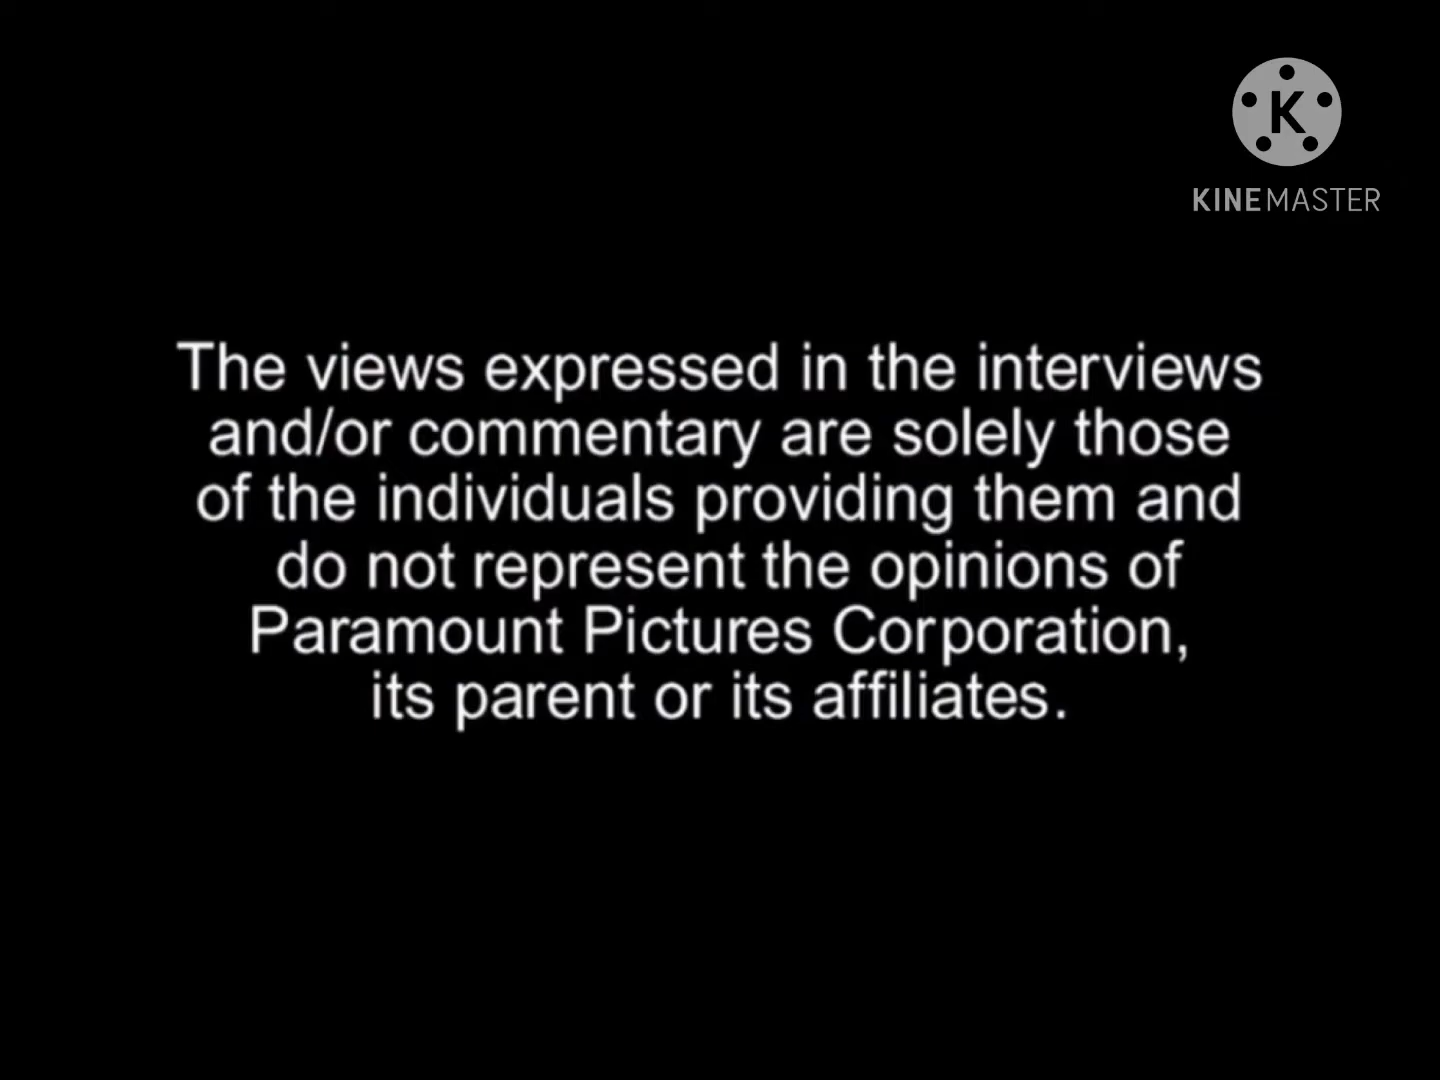 K
KINEMASTER
The views expressed in the interviews
and/or commentary are solely those
of the individuals providing them and
do not represent the opinions of
Paramount Pictures Corporation,
its parent or its affiliates.